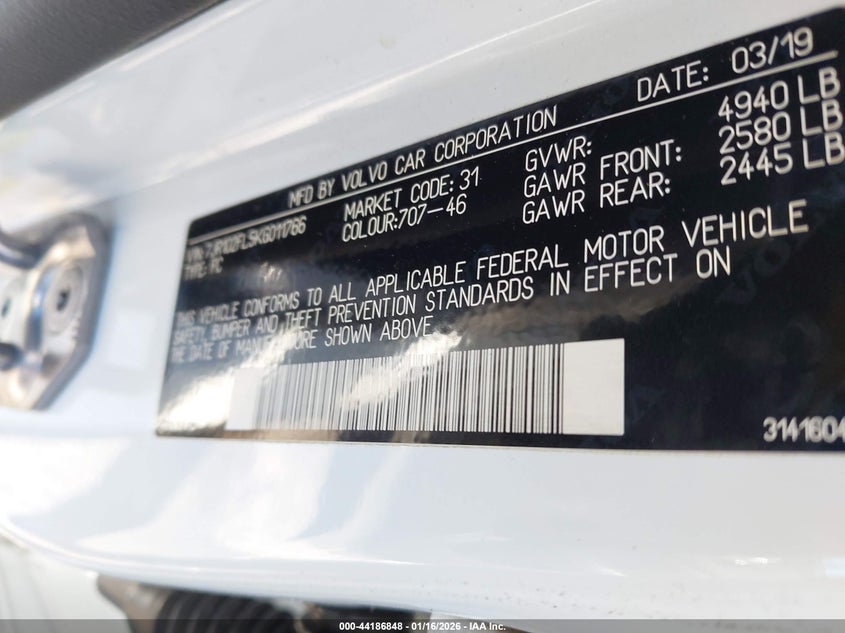 DATE: 03/19
MFD BY VOLVO CAR CORPORATION
GVWR: 4940 LB
MARKET CODE: 31
GAWR FRONT: 2580 LB
COLOUR:707-46
GAWR REAR: 2445 LB
TYPE: PC
THIS VEHICLE CONFORMS TO ALL APPLICABLE FEDERAL MOTOR VEHICLE
SAFETY, BUMPER AND THEFT PREVENTION STANDARDS IN EFFECT ON
THE DATE OF MANUFACTURE SHOWN ABOVE
3141604
000-44186848 - 01/16/2026 - IAA Inc.